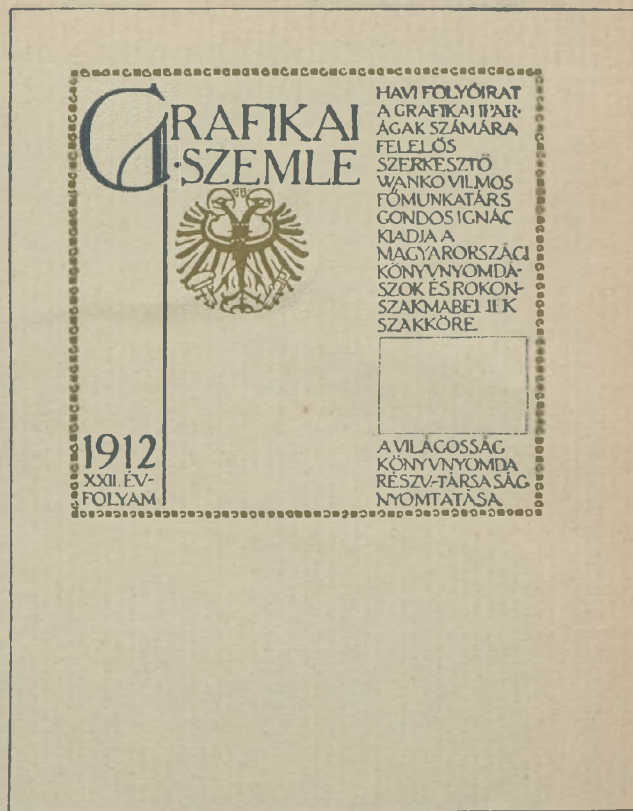 GRAFIKAI
·SZEMLE
HAVI FOLYÓIRAT
A GRAFIKAI IPAR-
ÁGAK SZÁMÁRA
FELELŐS
SZERKESZTŐ
WANKO VILMOS
FŐMUNKATÁRS
GONDOS IGNÁC
KIADJA A
MAGYARORSZÁGI
KÖNYVNYOMDÁ-
SZOK ÉS ROKON-
SZAKMABELIEK
SZAKKÖRE
1912
XXII. ÉV-
FOLYAM
A VILÁGOSSÁG
KÖNYVNYOMDA
RÉSZV-TÁRSASÁG
NYOMTATÁSA